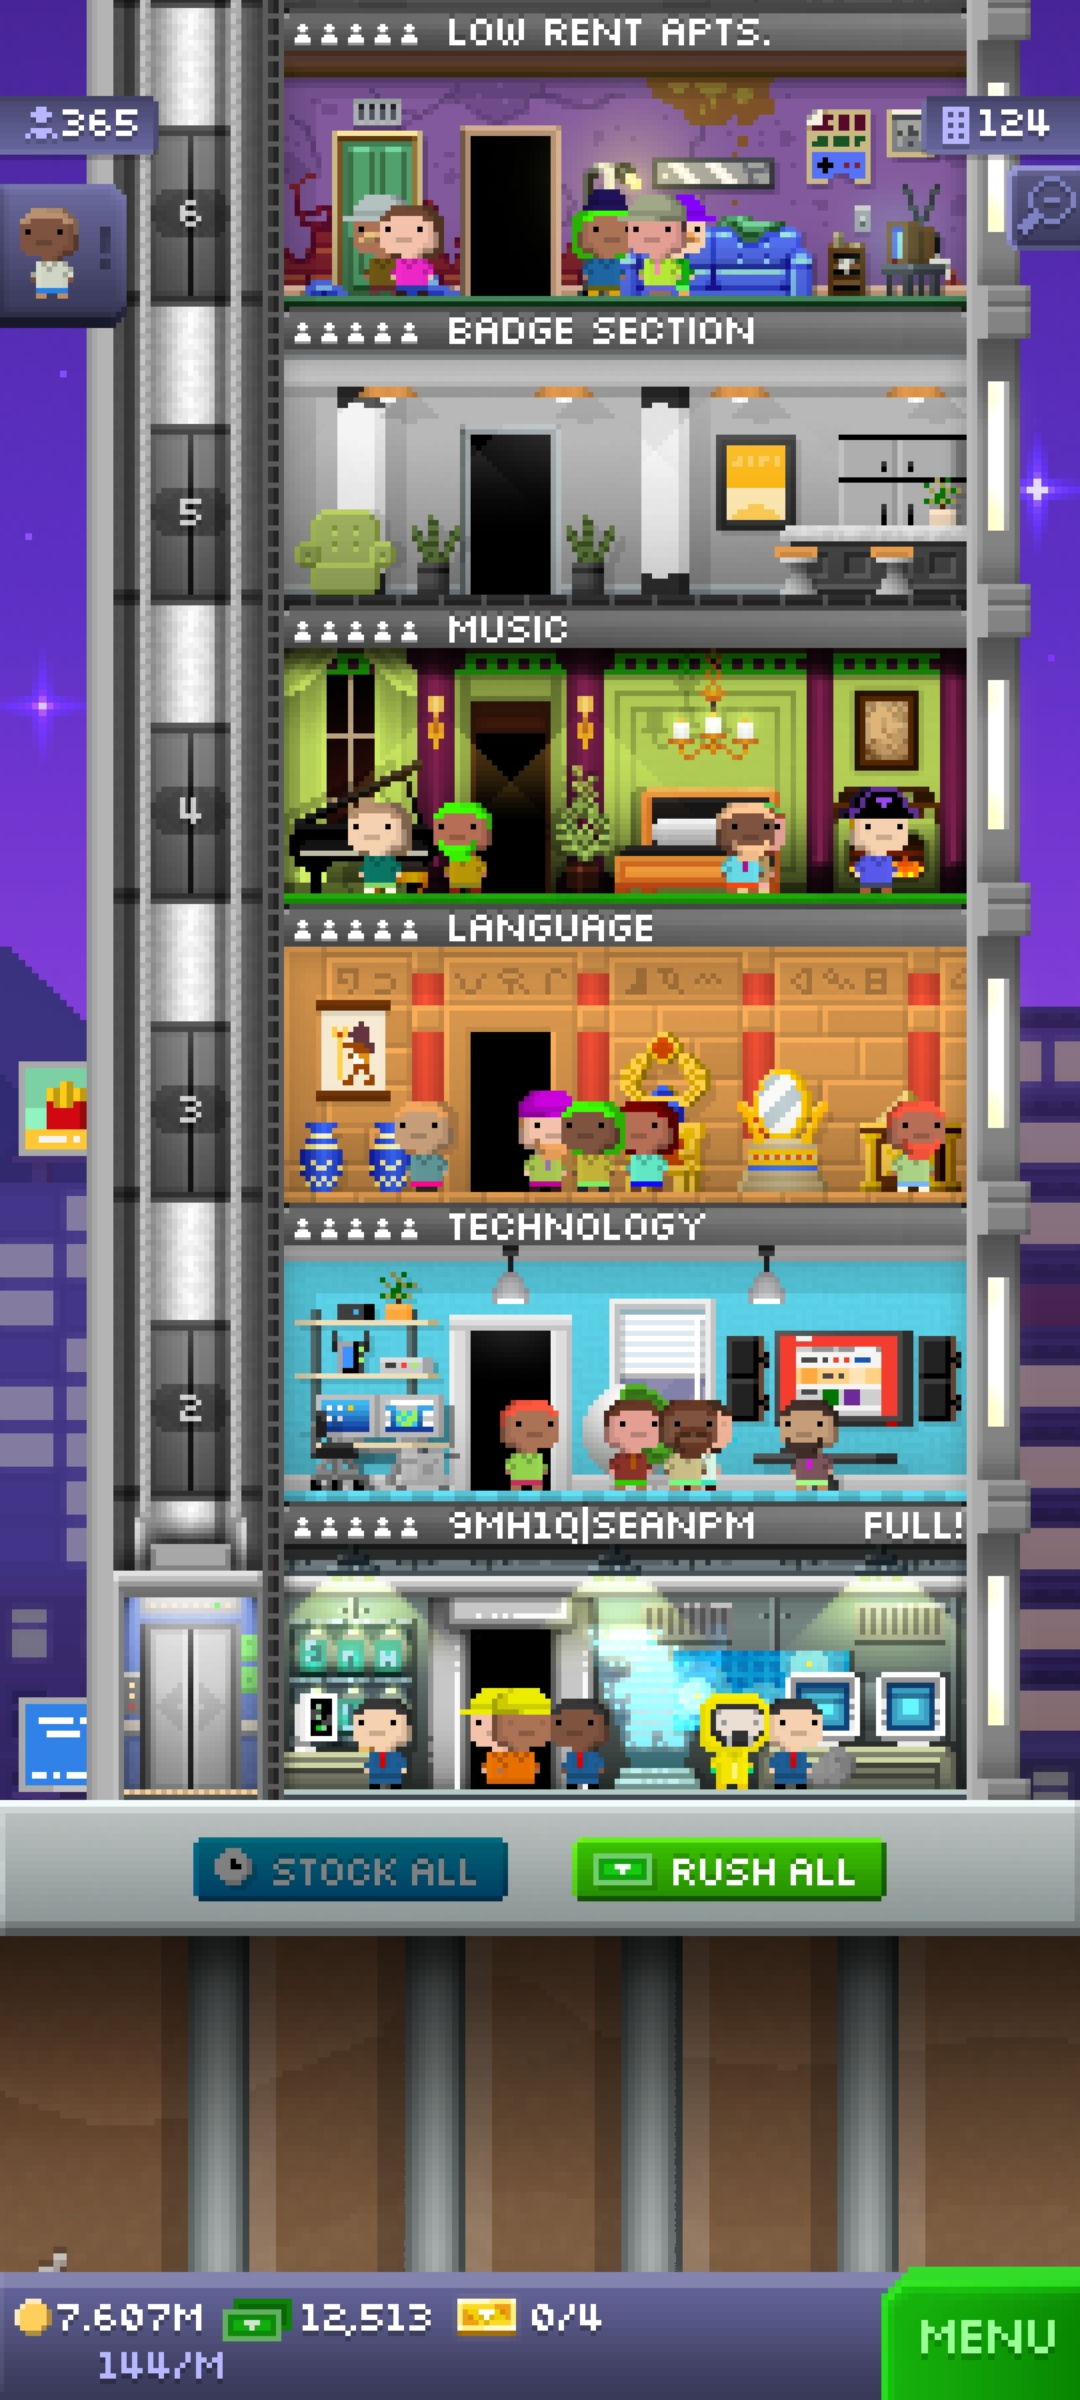 LOW RENT APTS.
365
124
6
BADGE SECTION
5
MUSIC
4
LANGUAGE
3
TECHNOLOGY
2
9MH1Q|SEANPM FULL!
STOCK ALL
RUSH ALL
7.607M 12,513 0/4
144/M
MENU